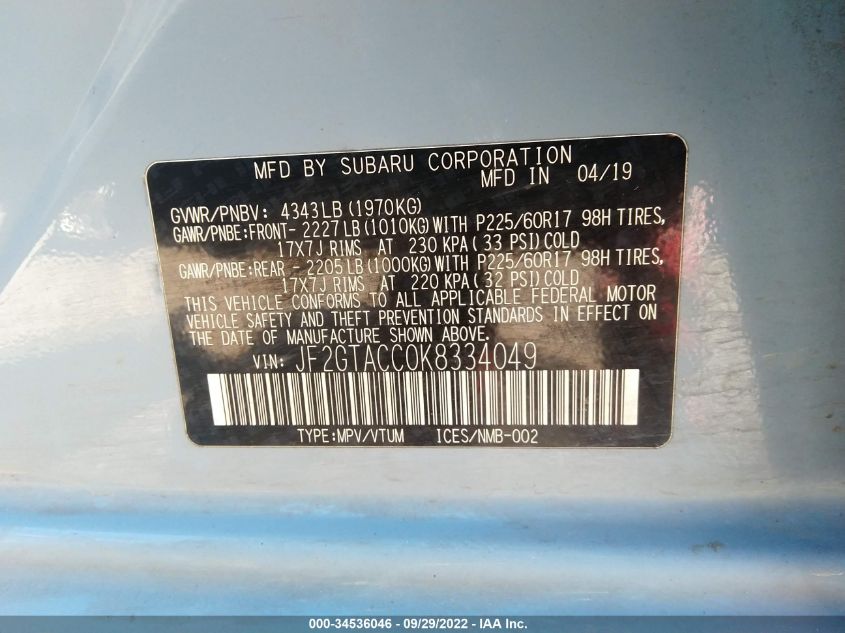 MFD BY SUBARU CORPORATION
MFD IN 04/19
GVWR/PNBV: 4343LB (1970KG)
GAWR/PNBE:FRONT- 2227LB (1010KG) WITH P225/60R17 98H TIRES,
17X7J RIMS AT 230 KPA ( 33 PSI) COLD
GAWR/PNBE:REAR - 2205LB (1000KG) WITH P225/60R17 98H TIRES,
17X7J RIMS AT 220 KPA ( 32 PSI) COLD
THIS VEHICLE CONFORMS TO ALL APPLICABLE FEDERAL MOTOR
VEHICLE SAFETY AND THEFT PREVENTION STANDARDS IN EFFECT ON
THE DATE OF MANUFACTURE SHOWN ABOVE.
VIN: JF2GTACC0K8334049
TYPE:MPV/VTUM ICES/NMB-002
000-34536046 - 09/29/2022 - IAA Inc.